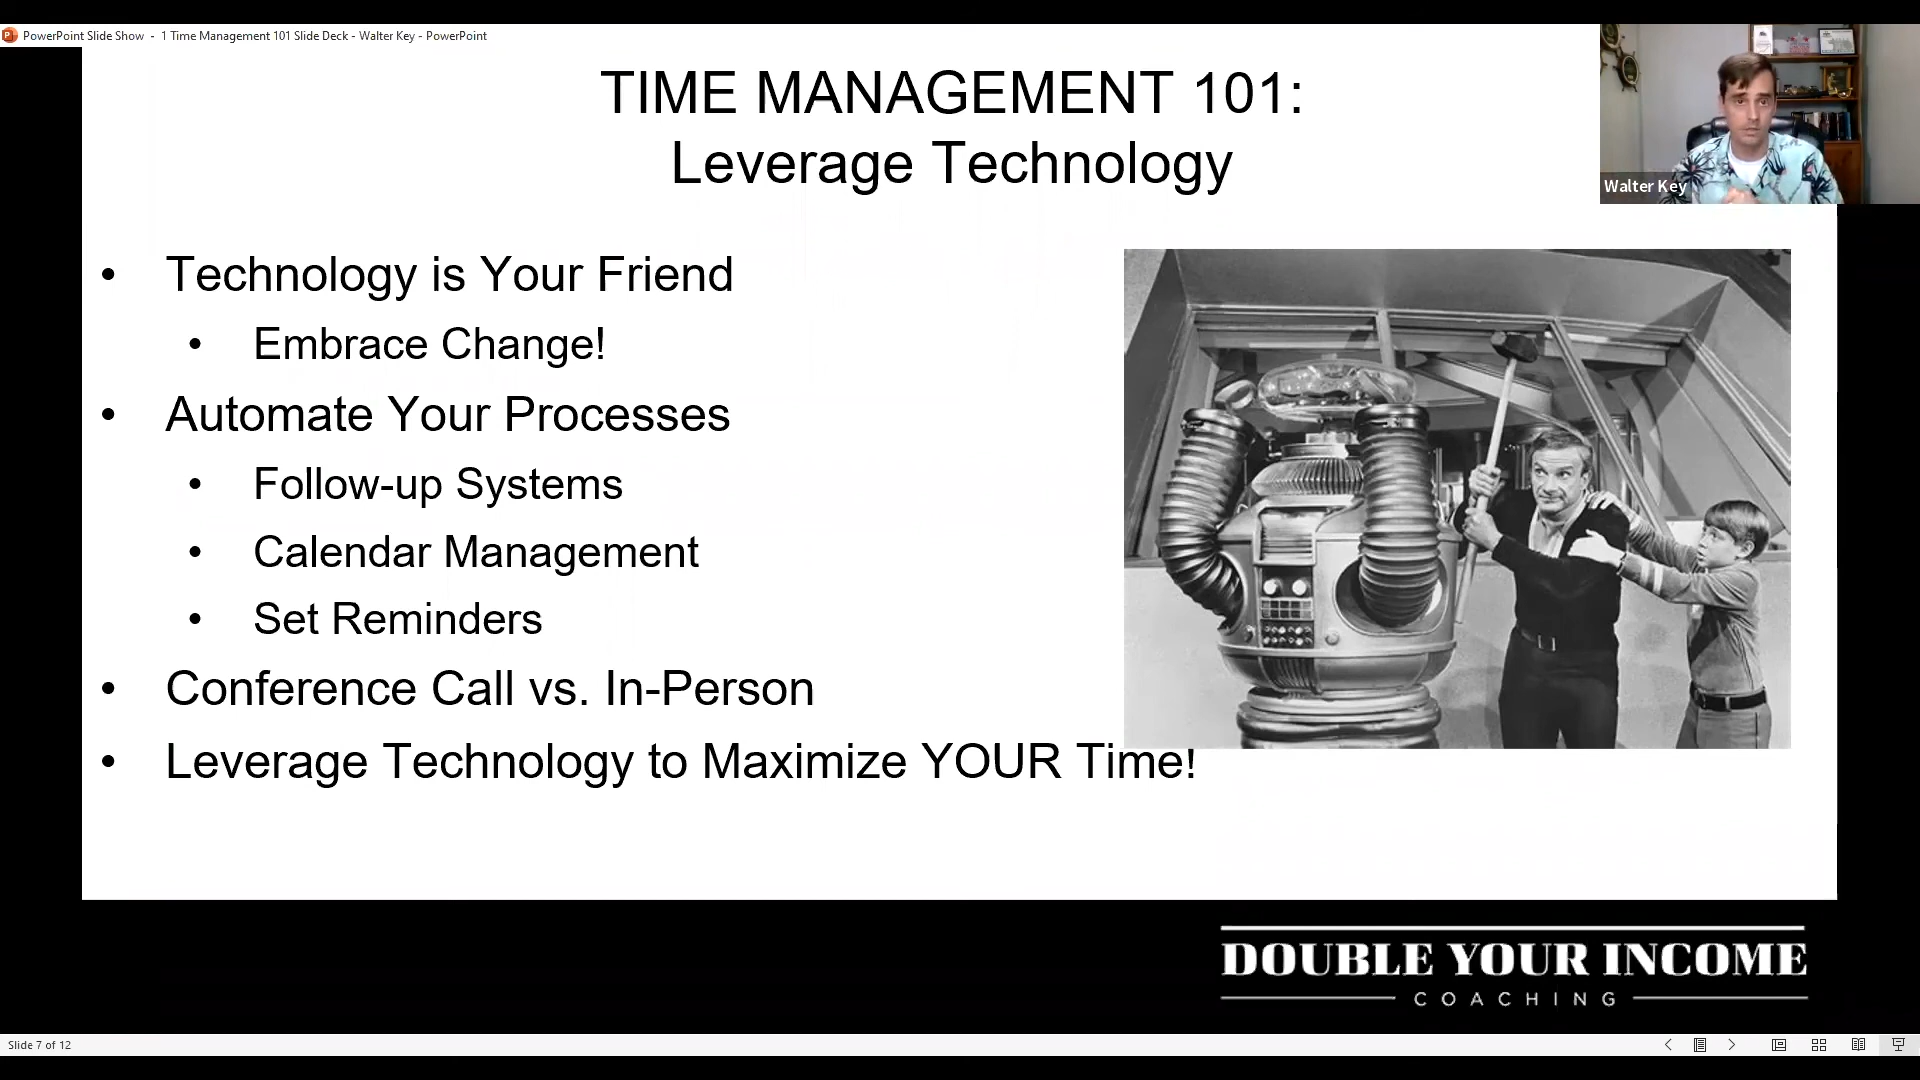 PowerPoint Slide Show - 1 Time Management 101 Slide Deck - Walter Key - PowerPoint
TIME MANAGEMENT 101:
Leverage Technology
Walter Key
• Technology is Your Friend
• Embrace Change!
• Automate Your Processes
• Follow-up Systems
• Calendar Management
• Set Reminders
• Conference Call vs. In-Person
• Leverage Technology to Maximize YOUR Time!
DOUBLE YOUR INCOME
COACHING
Slide 7 of 12